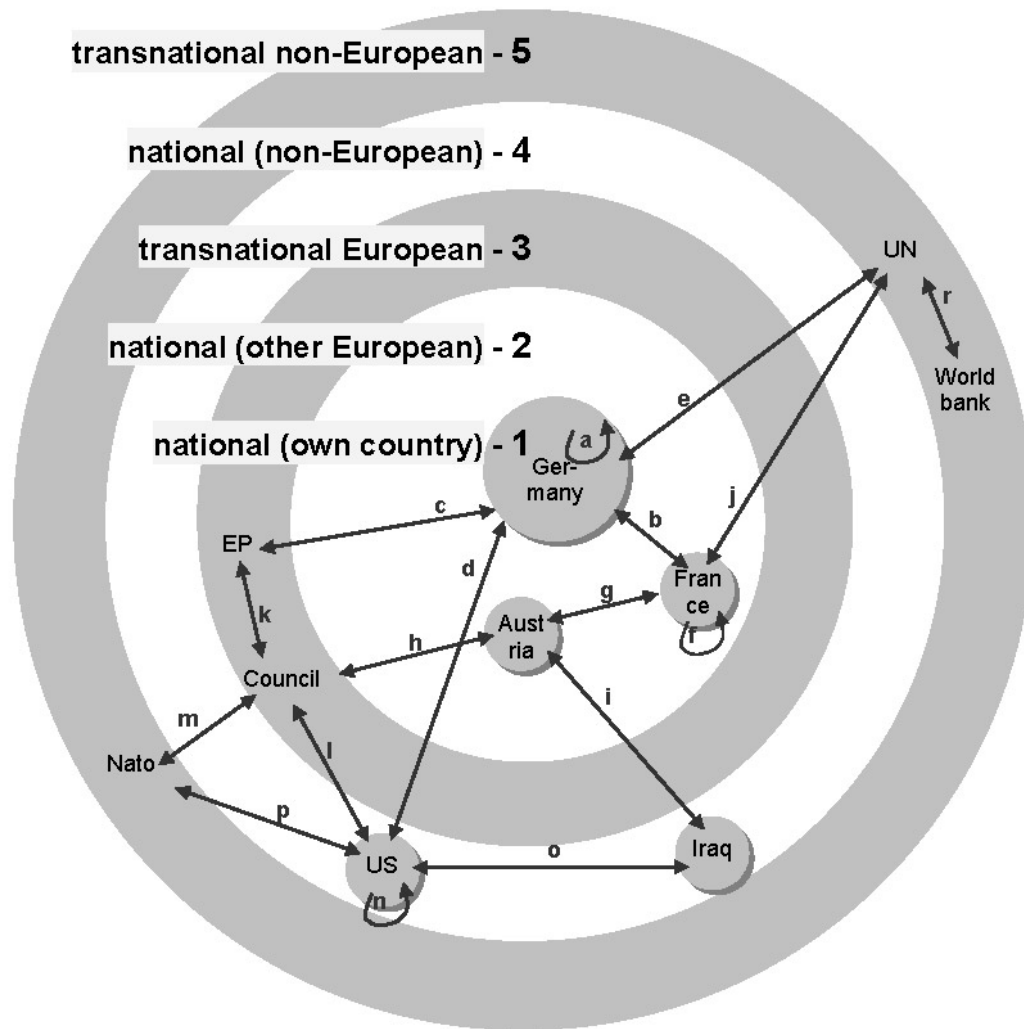 transnational non-European - 5
national (non-European) - 4
transnational European - 3
UN
r
national (other European) - 2
World
bank
e
national (own country) - 1
a
Ger-
many
c
b
j
EP
d
Fran
ce
f
g
k
Aust
ria
h
Council
i
m
l
Nato
p
US
n
o
Iraq